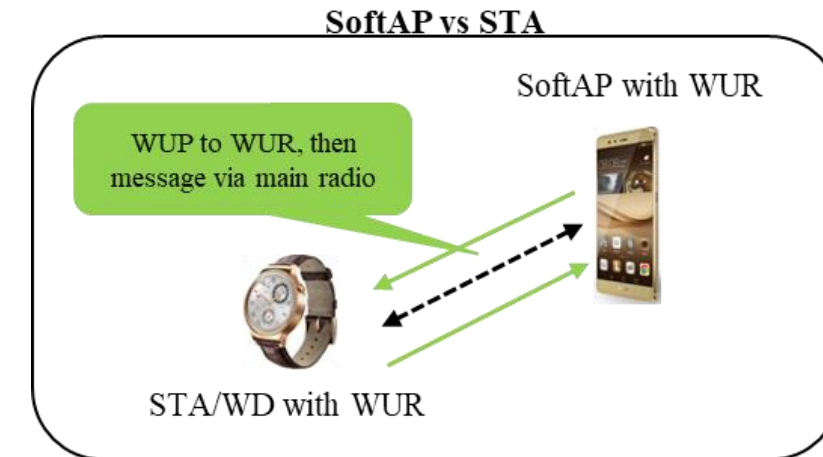 SoftAP vs STA
SoftAP with WUR
WUP to WUR, then
message via main radio
STA/WD with WUR